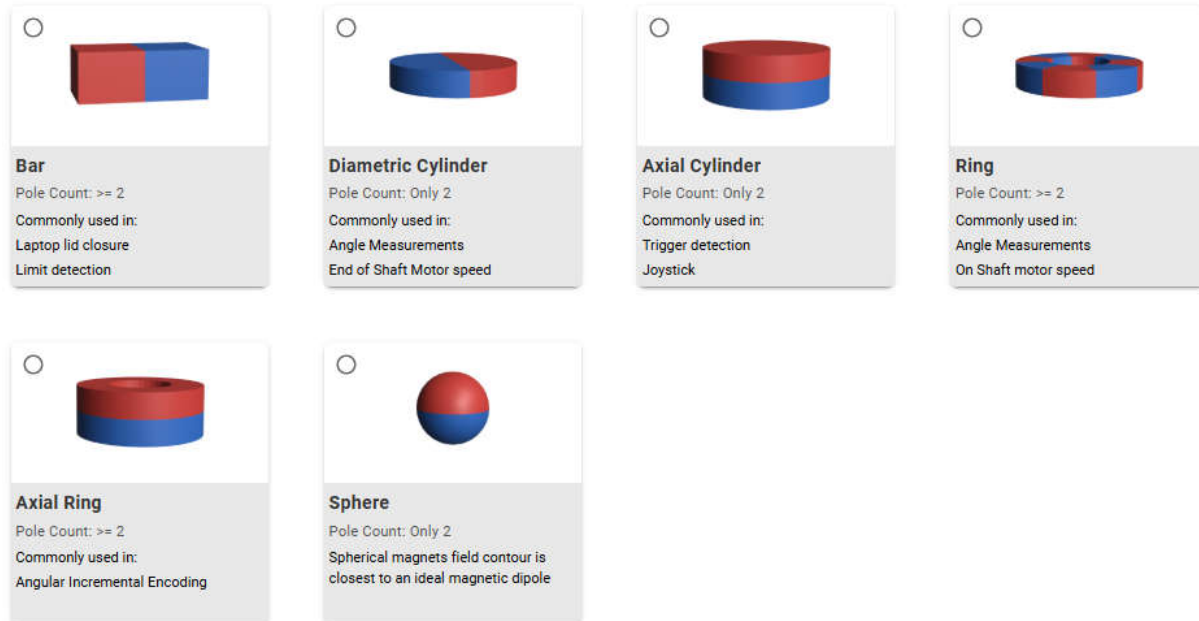 Bar
Pole Count: >= 2
Commonly used in:
Laptop lid closure
Limit detection
Diametric Cylinder
Pole Count: Only 2
Commonly used in:
Angle Measurements
End of Shaft Motor speed
Axial Cylinder
Pole Count: Only 2
Commonly used in:
Trigger detection
Joystick
Ring
Pole Count: >= 2
Commonly used in:
Angle Measurements
On Shaft motor speed
Axial Ring
Pole Count: >= 2
Commonly used in:
Angular Incremental Encoding
Sphere
Pole Count: Only 2
Spherical magnets field contour is
closest to an ideal magnetic dipole